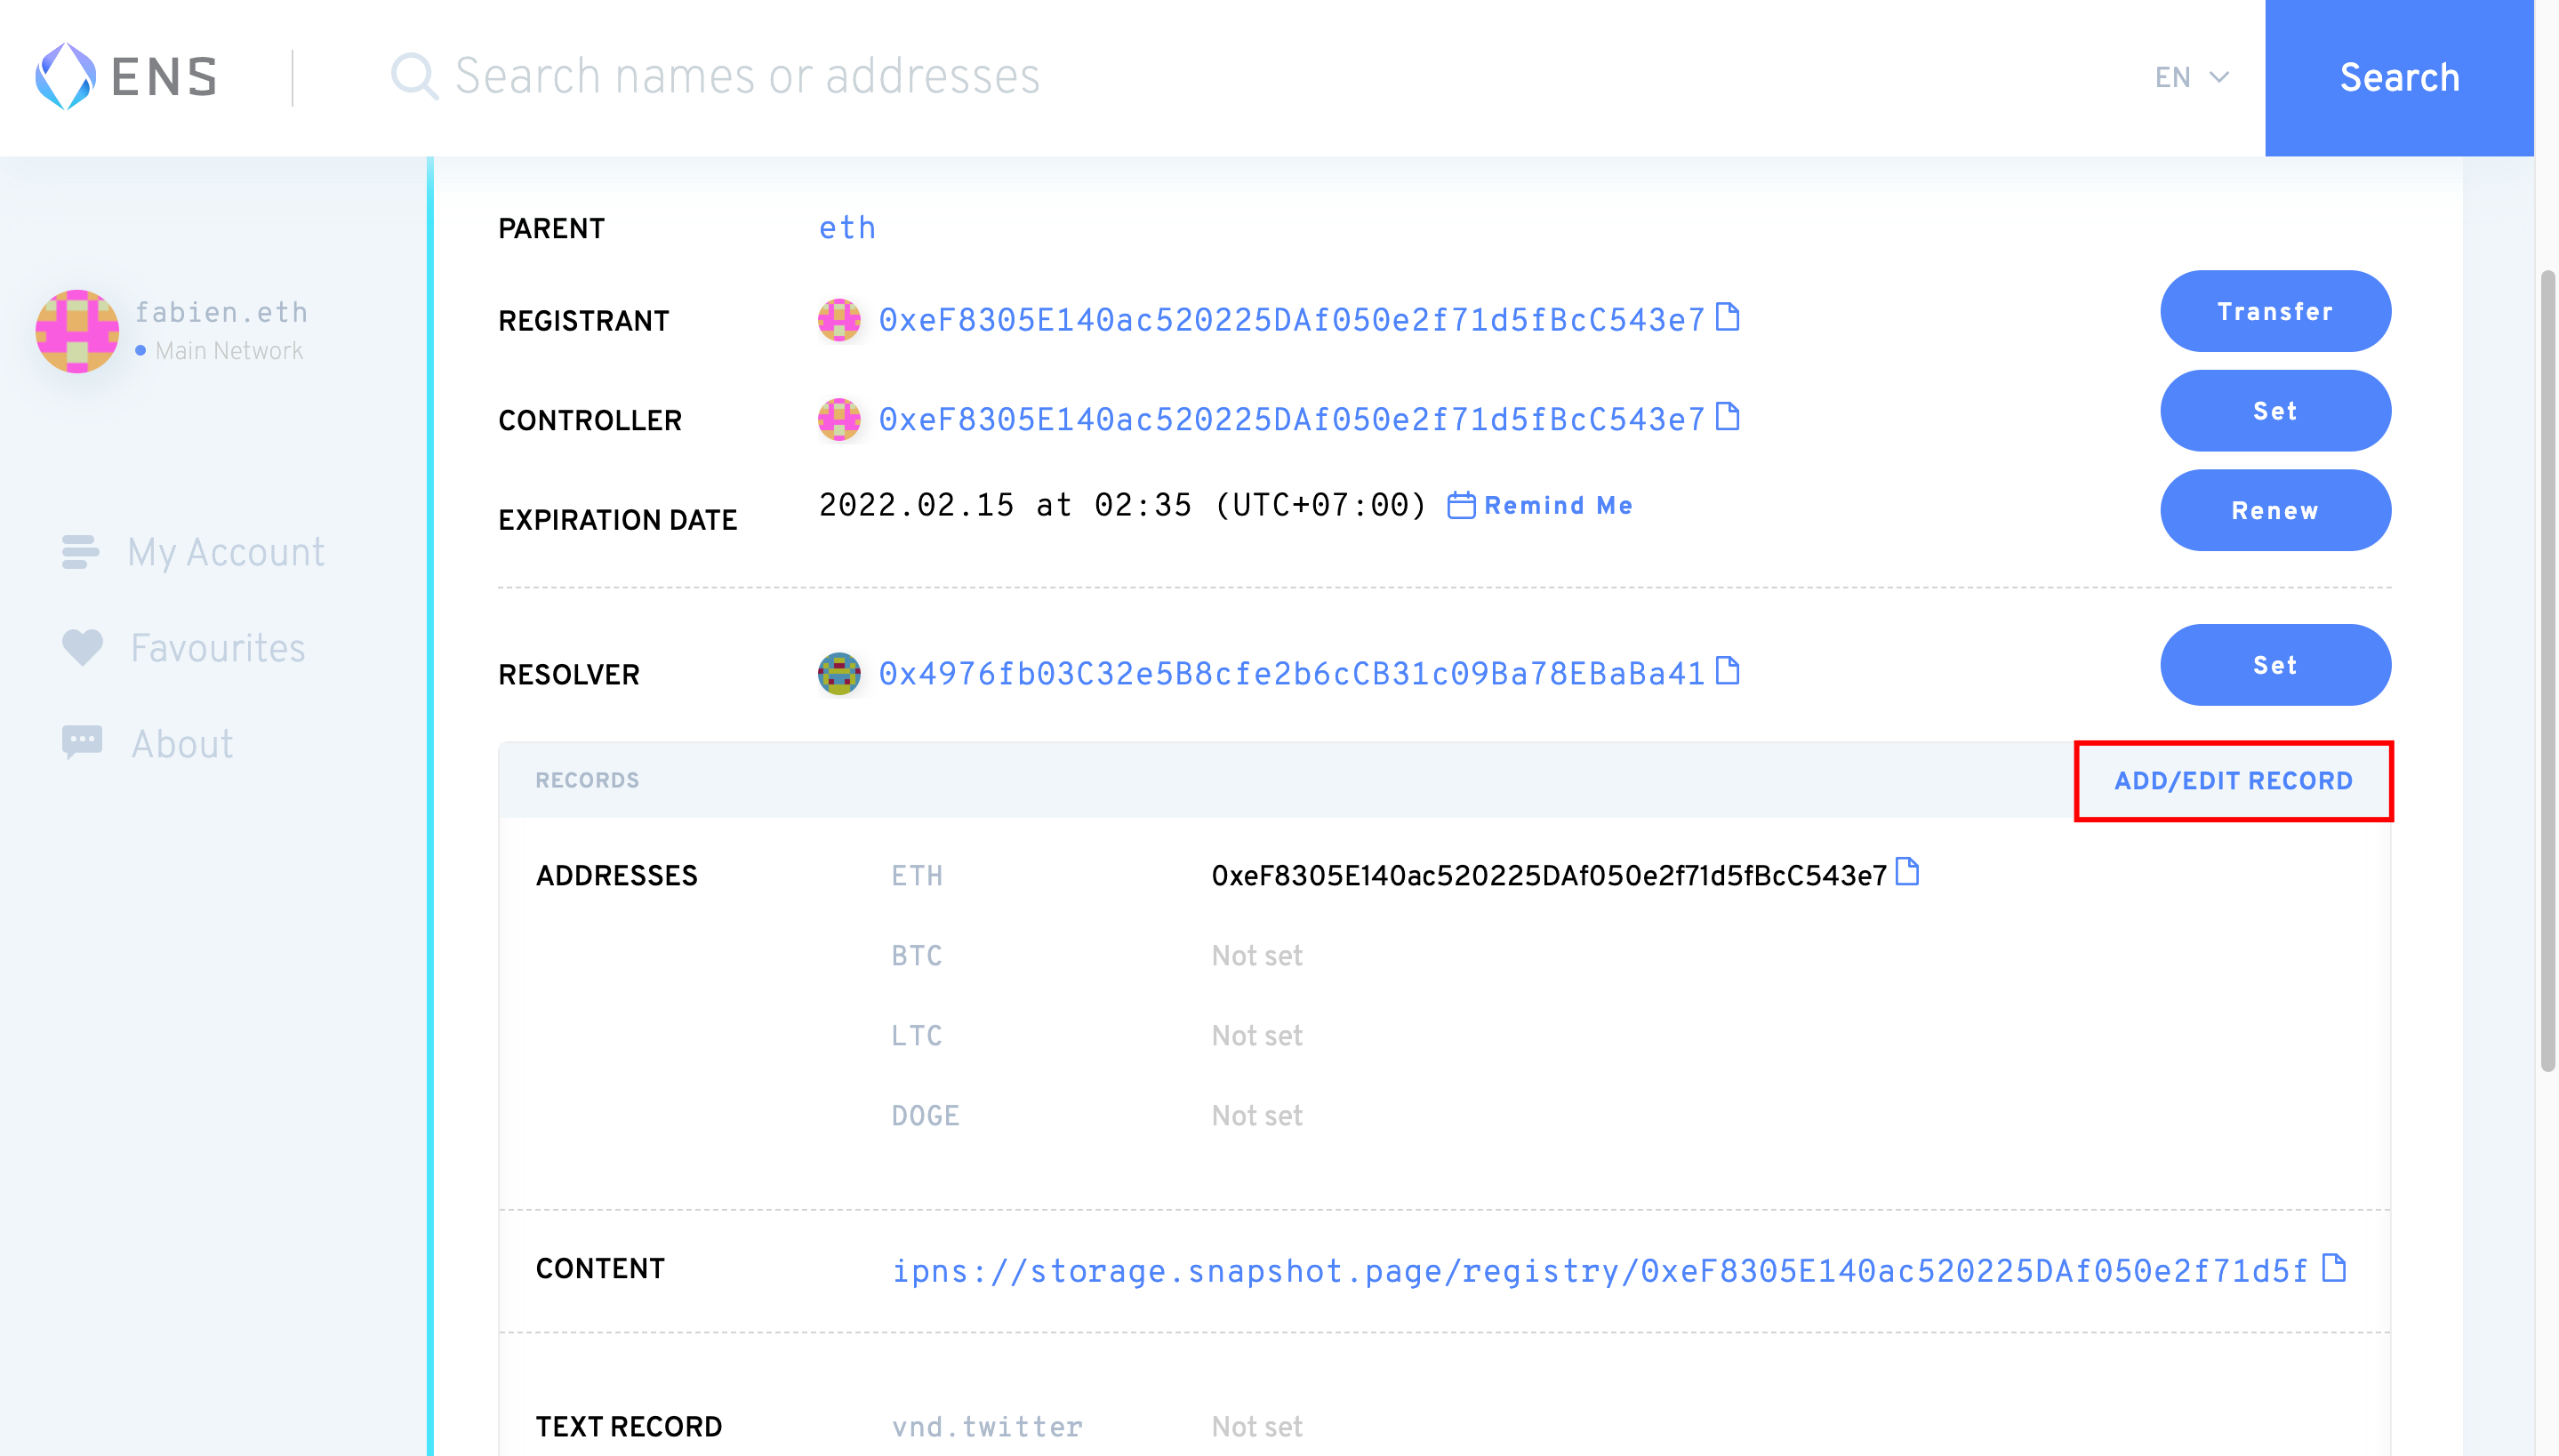 ENS
Search names or addresses
EN
Search
fabien.eth
Main Network
My Account
Favourites
About
PARENT
eth
REGISTRANT
0xeF8305E140ac520225DAf050e2f71d5fBcC543e7
Transfer
CONTROLLER
0xeF8305E140ac520225DAf050e2f71d5fBcC543e7
Set
EXPIRATION DATE
2022.02.15 at 02:35 (UTC+07:00)
Remind Me
Renew
RESOLVER
0x4976fb03C32e5B8cfe2b6cCB31c09Ba78EBaBa41
Set
RECORDS
ADD/EDIT RECORD
ADDRESSES
ETH
0xeF8305E140ac520225DAf050e2f71d5fBcC543e7
BTC
Not set
LTC
Not set
DOGE
Not set
CONTENT
ipns://storage.snapshot.page/registry/0xeF8305E140ac520225DAf050e2f71d5f
TEXT RECORD
vnd.twitter
Not set